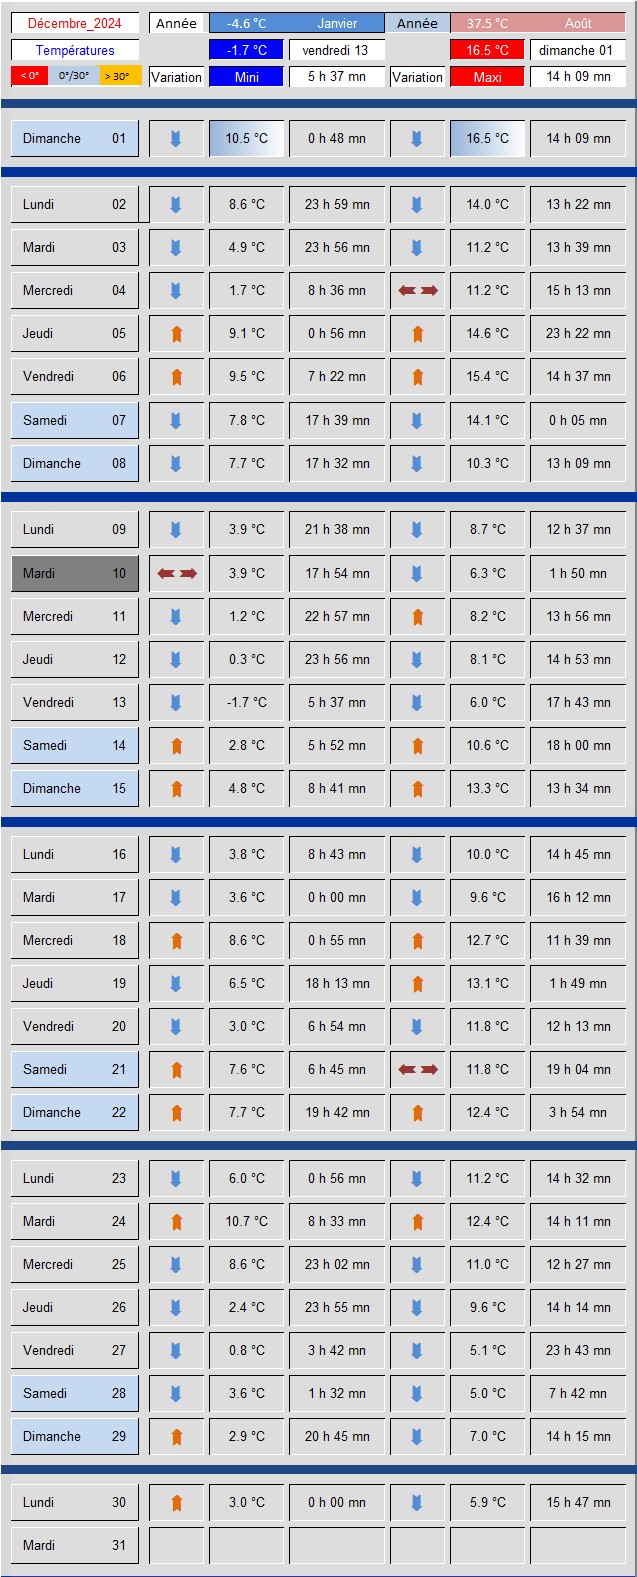 Décembre_2024 Année -4.6 °C Janvier Année 37.5 °C Août
Températures -1.7 °C vendredi 13 16.5 °C dimanche 01
< 0° 0°/30° > 30° Variation Mini 5 h 37 mn Variation Maxi 14 h 09 mn
Dimanche 01 10.5 °C 0 h 48 mn 16.5 °C 14 h 09 mn
Lundi 02 8.6 °C 23 h 59 mn 14.0 °C 13 h 22 mn
Mardi 03 4.9 °C 23 h 56 mn 11.2 °C 13 h 39 mn
Mercredi 04 1.7 °C 8 h 36 mn 11.2 °C 15 h 13 mn
Jeudi 05 9.1 °C 0 h 56 mn 14.6 °C 23 h 22 mn
Vendredi 06 9.5 °C 7 h 22 mn 15.4 °C 14 h 37 mn
Samedi 07 7.8 °C 17 h 39 mn 14.1 °C 0 h 05 mn
Dimanche 08 7.7 °C 17 h 32 mn 10.3 °C 13 h 09 mn
Lundi 09 3.9 °C 21 h 38 mn 8.7 °C 12 h 37 mn
Mardi 10 3.9 °C 17 h 54 mn 6.3 °C 1 h 50 mn
Mercredi 11 1.2 °C 22 h 57 mn 8.2 °C 13 h 56 mn
Jeudi 12 0.3 °C 23 h 56 mn 8.1 °C 14 h 53 mn
Vendredi 13 -1.7 °C 5 h 37 mn 6.0 °C 17 h 43 mn
Samedi 14 2.8 °C 5 h 52 mn 10.6 °C 18 h 00 mn
Dimanche 15 4.8 °C 8 h 41 mn 13.3 °C 13 h 34 mn
Lundi 16 3.8 °C 8 h 43 mn 10.0 °C 14 h 45 mn
Mardi 17 3.6 °C 0 h 00 mn 9.6 °C 16 h 12 mn
Mercredi 18 8.6 °C 0 h 55 mn 12.7 °C 11 h 39 mn
Jeudi 19 6.5 °C 18 h 13 mn 13.1 °C 1 h 49 mn
Vendredi 20 3.0 °C 6 h 54 mn 11.8 °C 12 h 13 mn
Samedi 21 7.6 °C 6 h 45 mn 11.8 °C 19 h 04 mn
Dimanche 22 7.7 °C 19 h 42 mn 12.4 °C 3 h 54 mn
Lundi 23 6.0 °C 0 h 56 mn 11.2 °C 14 h 32 mn
Mardi 24 10.7 °C 8 h 33 mn 12.4 °C 14 h 11 mn
Mercredi 25 8.6 °C 23 h 02 mn 11.0 °C 12 h 27 mn
Jeudi 26 2.4 °C 23 h 55 mn 9.6 °C 14 h 14 mn
Vendredi 27 0.8 °C 3 h 42 mn 5.1 °C 23 h 43 mn
Samedi 28 3.6 °C 1 h 32 mn 5.0 °C 7 h 42 mn
Dimanche 29 2.9 °C 20 h 45 mn 7.0 °C 14 h 15 mn
Lundi 30 3.0 °C 0 h 00 mn 5.9 °C 15 h 47 mn
Mardi 31